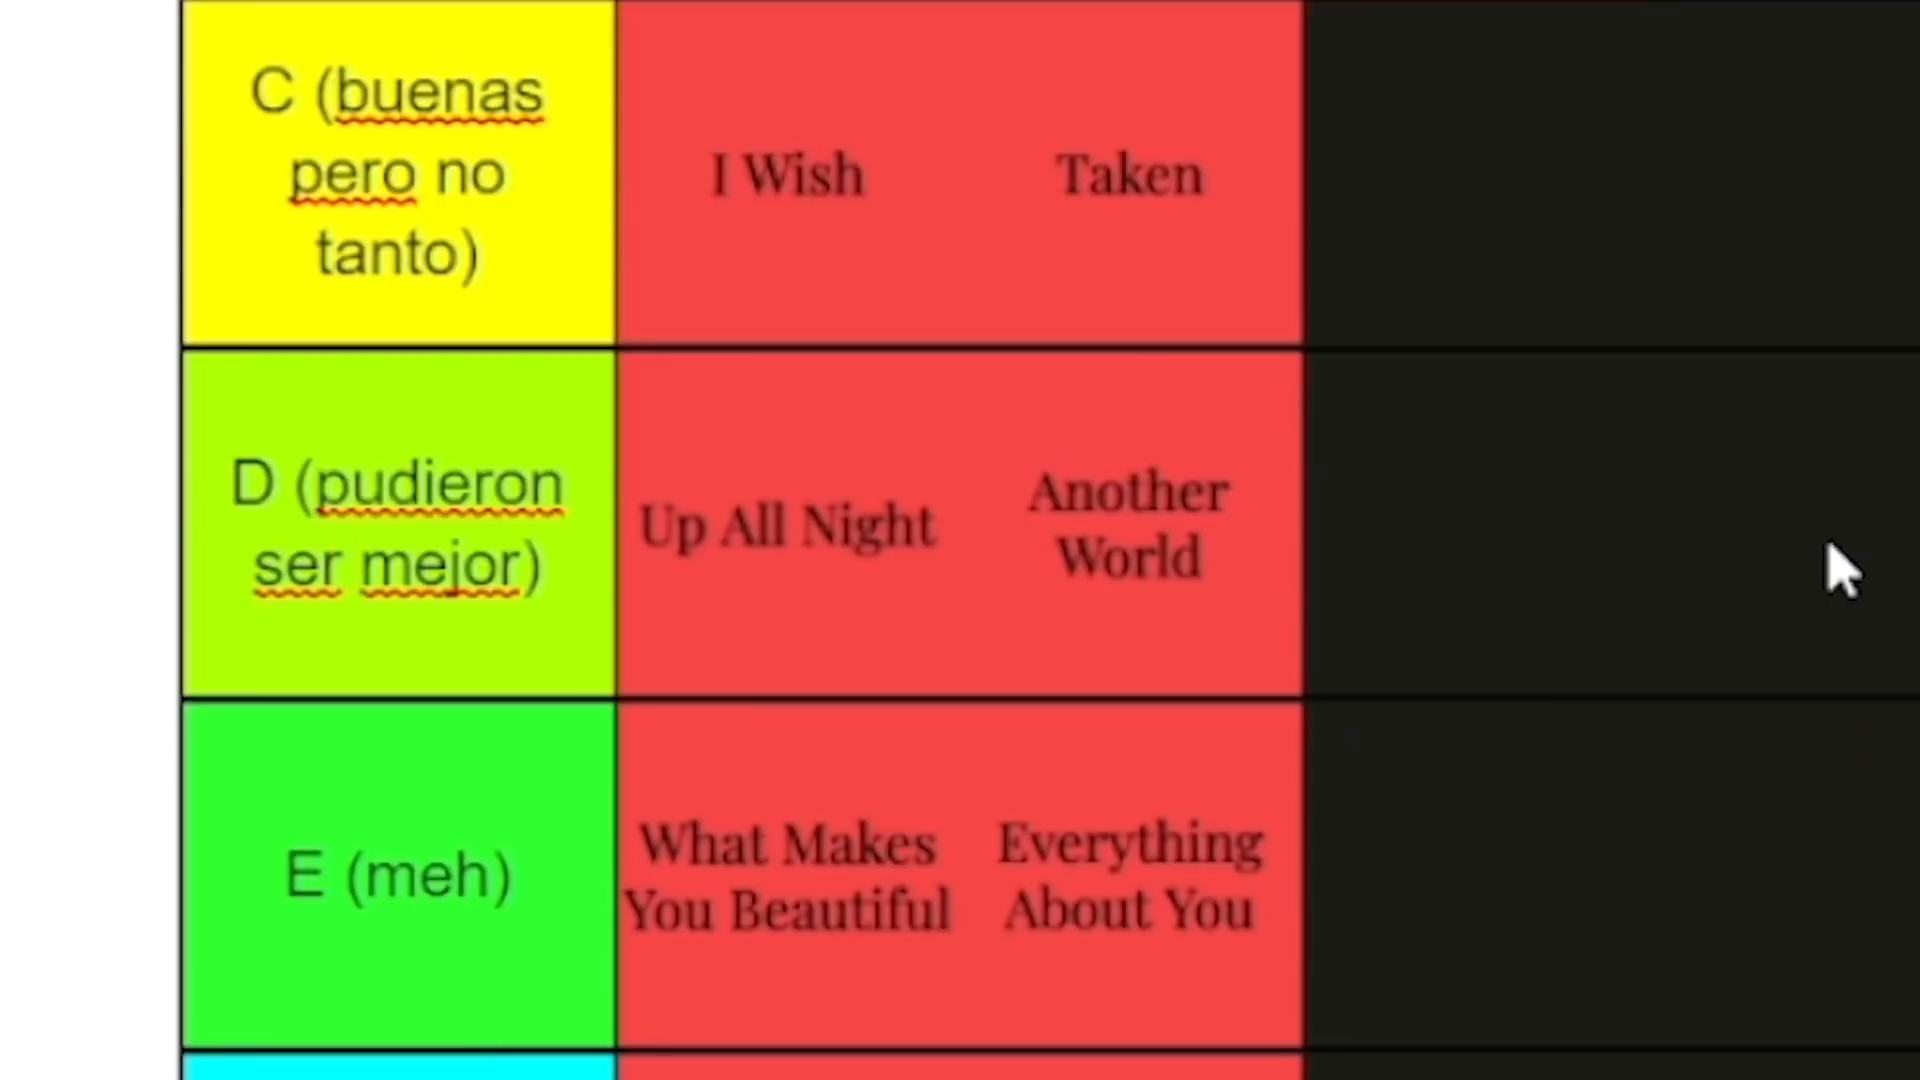 C (buenas
pero no
tanto)
I Wish
Taken
D (pudieron
ser mejor)
Up All Night
Another
World
E (meh)
What Makes
You Beautiful
Everything
About You